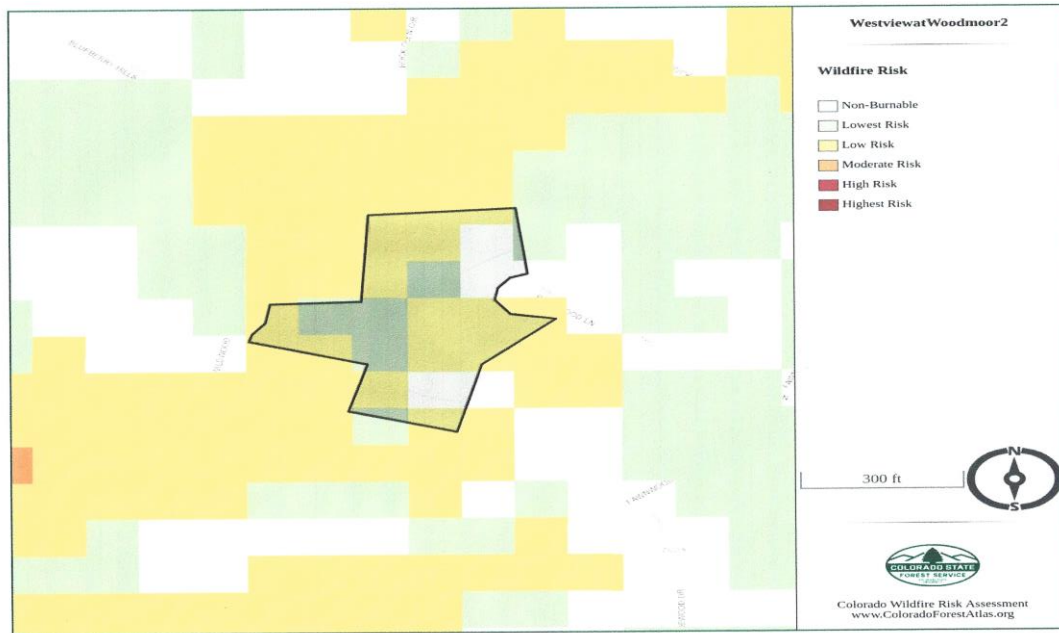 WestviewatWoodmoor2
Wildfire Risk
Non-Burnable
Lowest Risk
Low Risk
Moderate Risk
High Risk
Highest Risk
300 ft
N
S
COLORADO STATE
FOREST SERVICE
Colorado Wildfire Risk Assessment
www.ColoradoForestAtlas.org